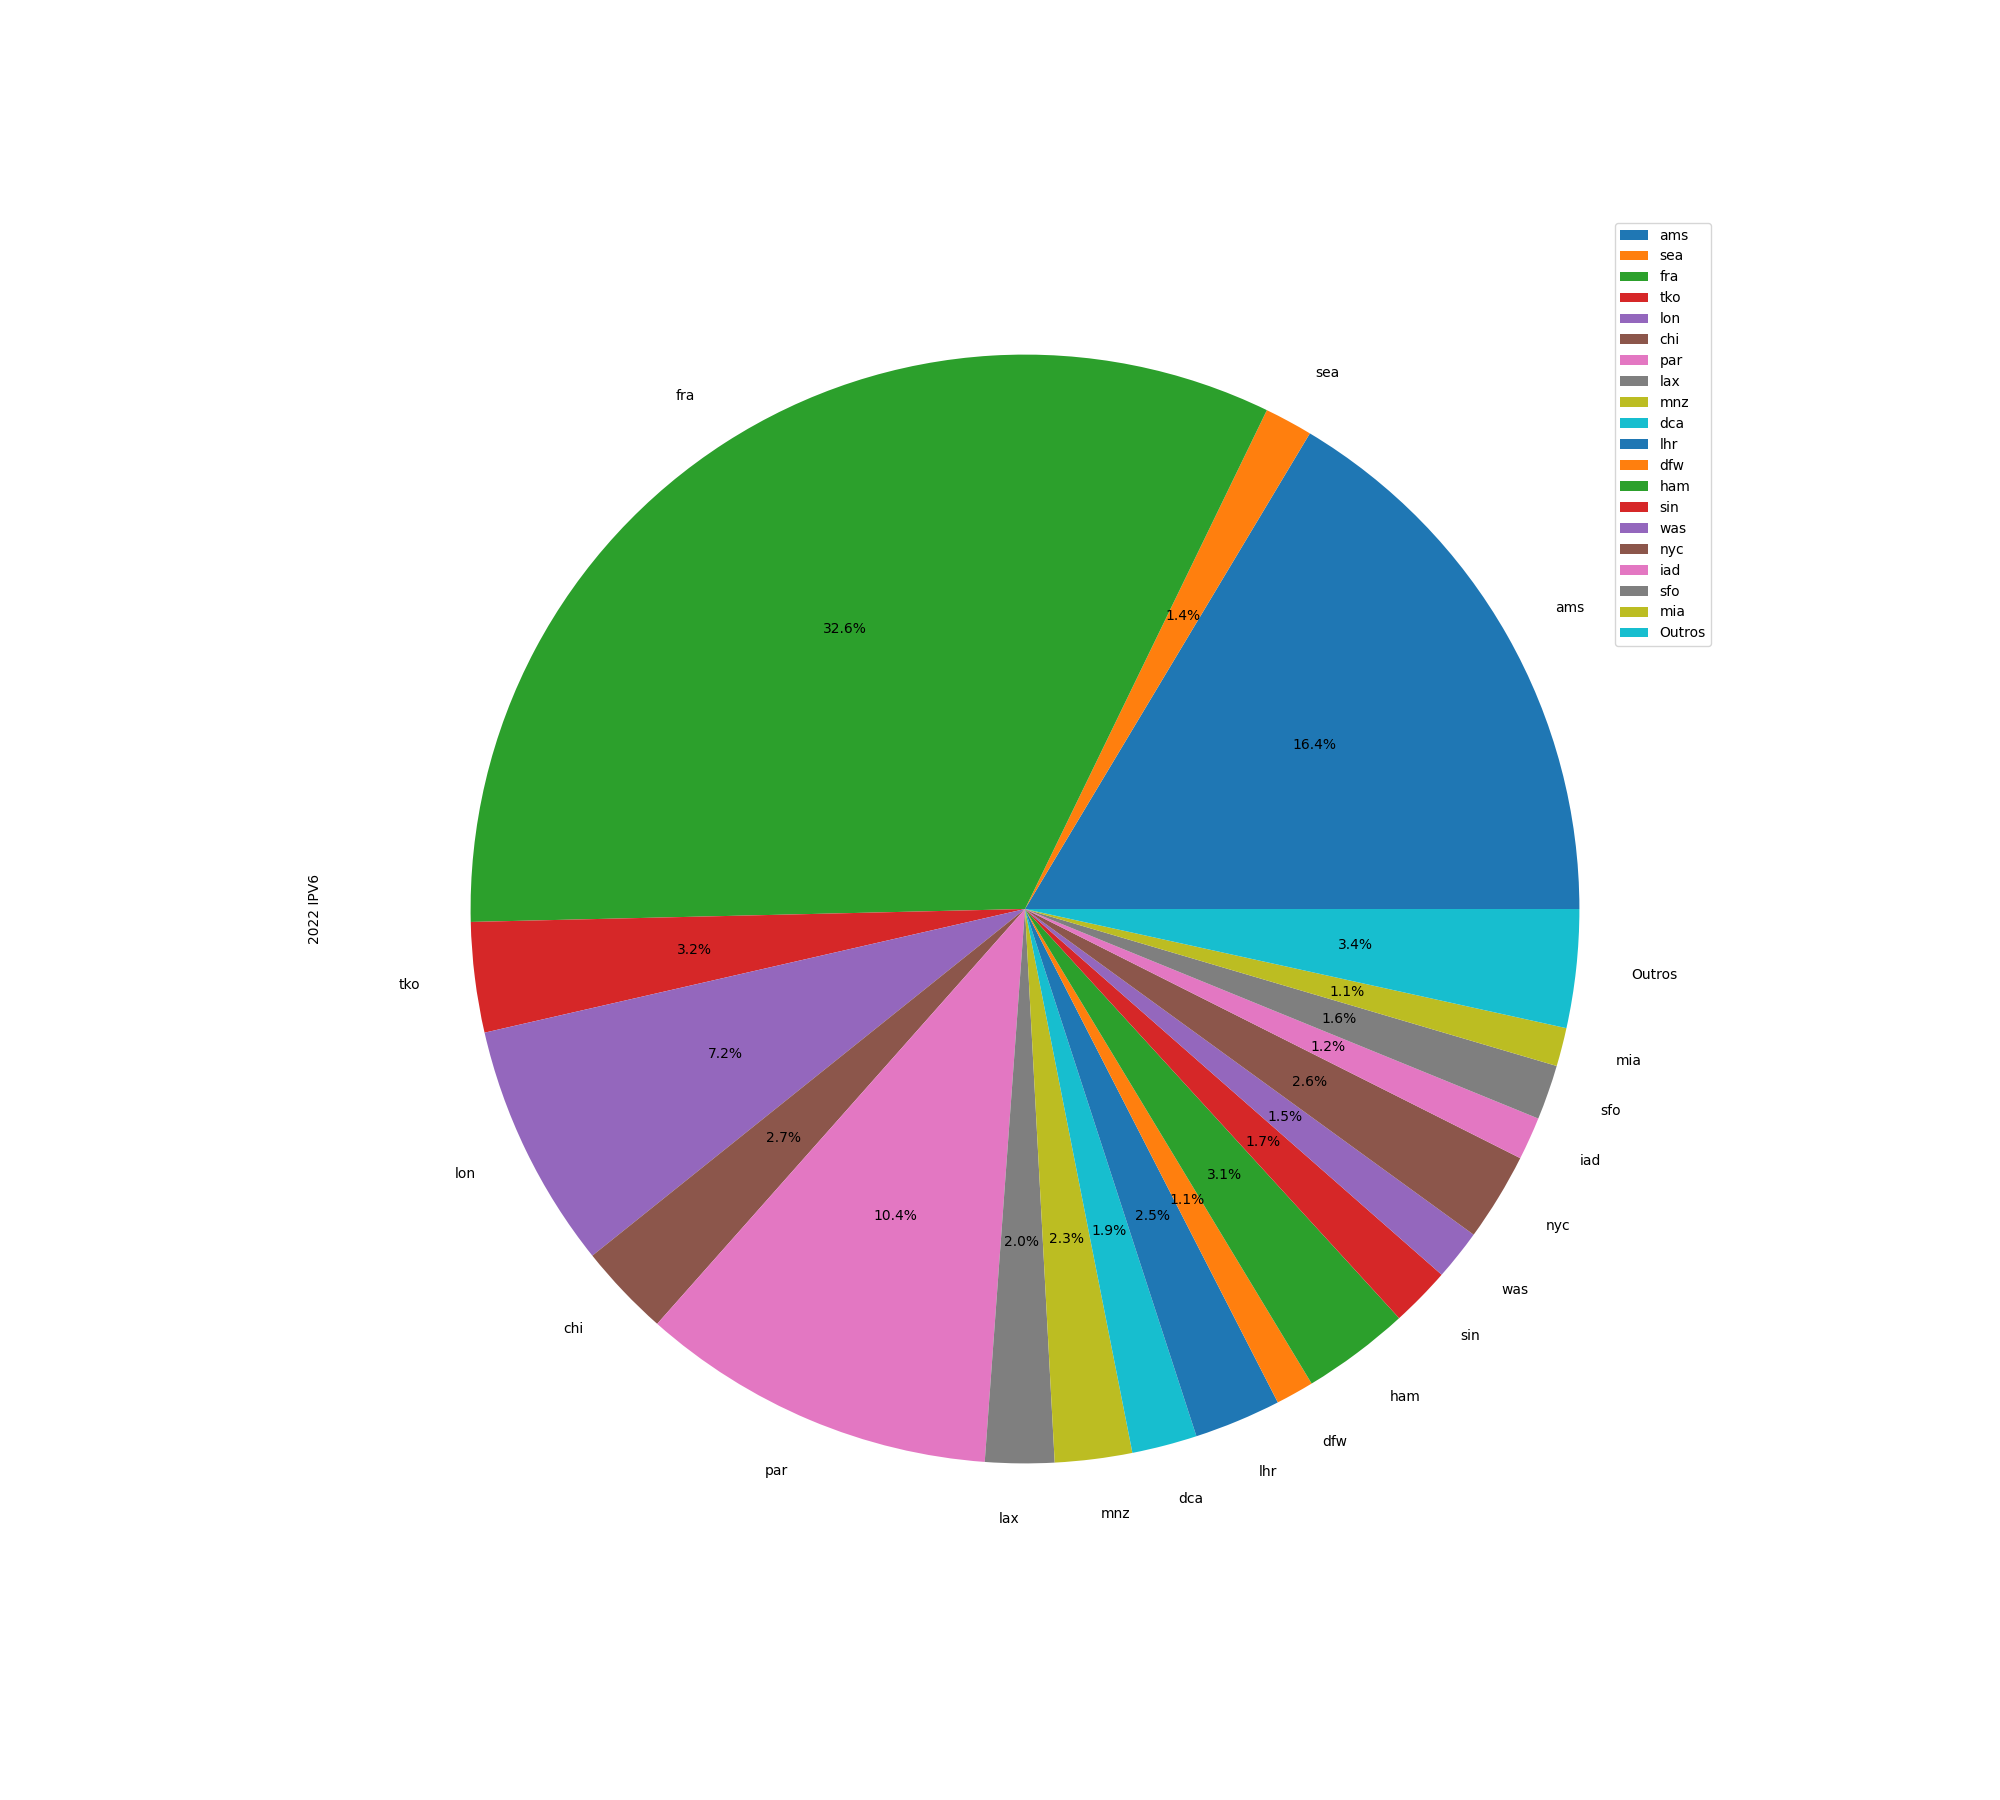 ams
sea
fra
tko
lon
chi
par
lax
mnz
dca
lhr
dfw
ham
sin
was
nyc
iad
sfo
mia
Outros
sea
fra
ams
32.6%
1.4%
16.4%
2022 IPV6
3.2%
3.4%
tko
Outros
1.1%
1.6%
7.2%
1.2%
mia
2.6%
sfo
1.5%
2.7%
1.7%
iad
lon
3.1%
1.1%
10.4%
2.5%
nyc
1.9%
2.3%
2.0%
was
chi
sin
ham
dfw
par
lhr
dca
mnz
lax